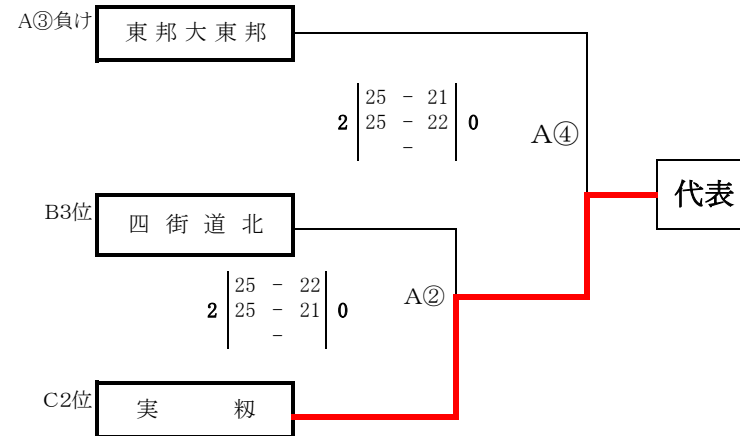 A③負け
東邦大東邦
25 - 21
2 25 - 22 0
-
A④
代表
B3位
四街道北
25 - 22
2 25 - 21 0
-
A②
C2位
実 籾